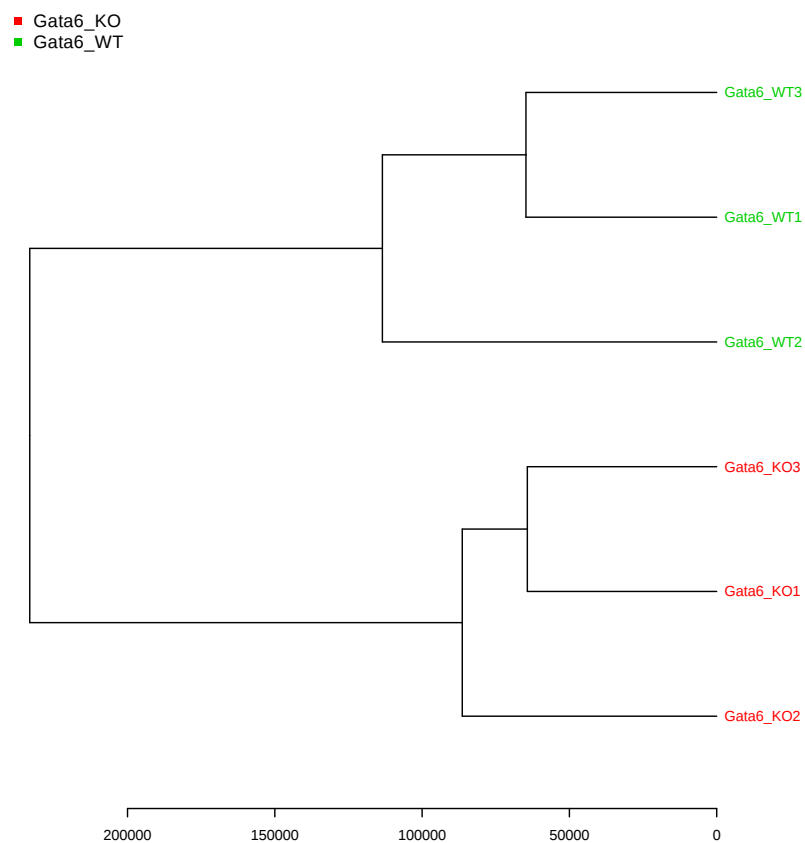 Gata6_KO
Gata6_WT
Gata6_WT3
Gata6_WT1
Gata6_WT2
Gata6_KO3
Gata6_KO1
Gata6_KO2
200000 150000 100000 50000 0